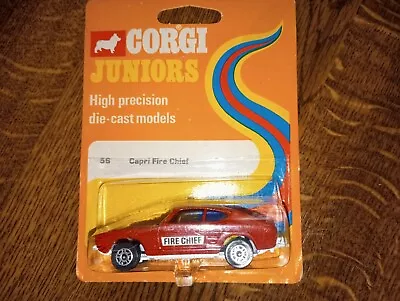 CORGI
JUNIORS
High precision
die-cast models
56 Capri Fire Chief
FIRE CHIEF